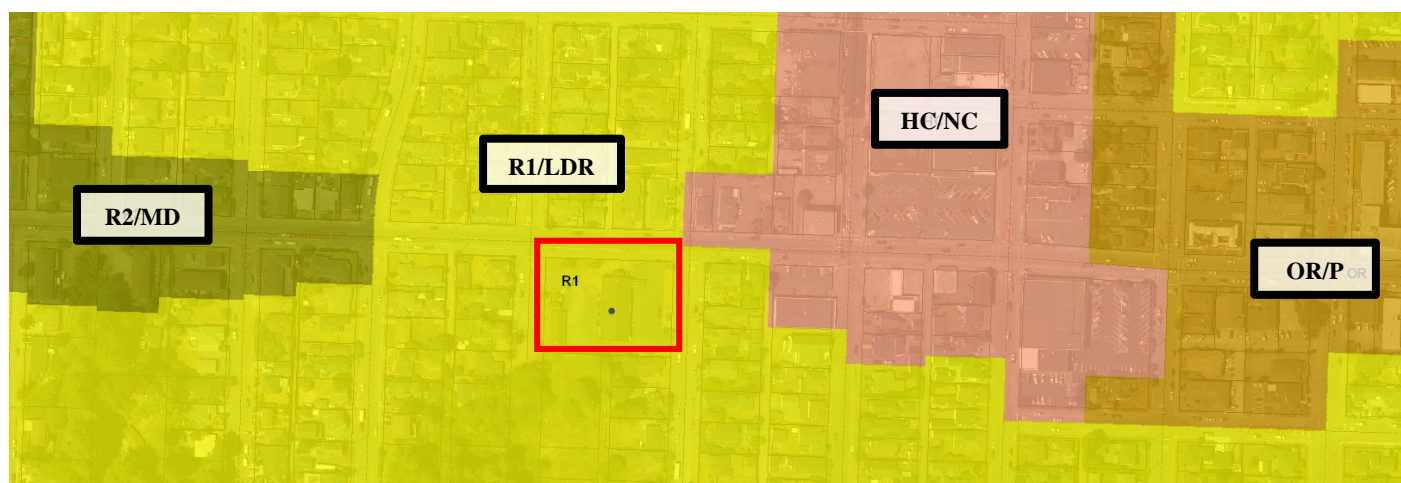 HC/NC
R1/LDR
R2/MD
OR/P OR
R1